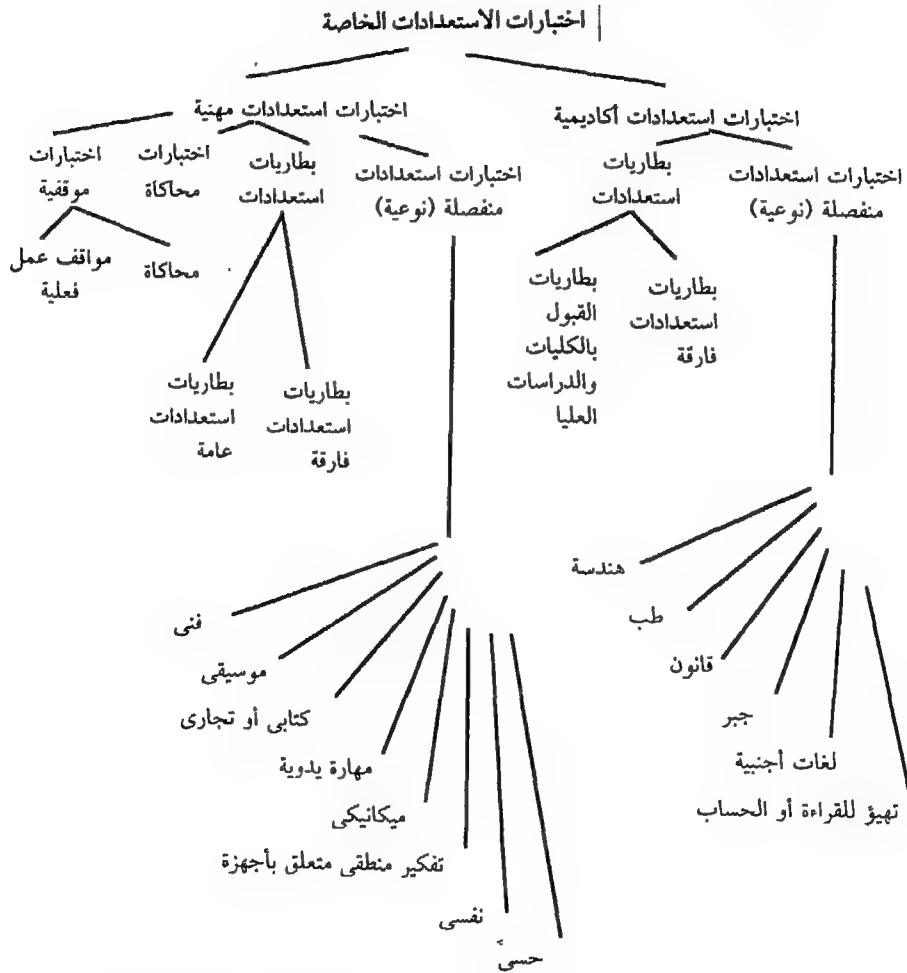 اختبارات الاستعدادات الخاصة
اختبارات استعدادات أكاديمية
اختبارات استعدادات مهنية
اختبارات استعدادات
منفصلة (نوعية)
بطاريات
استعدادات
اختبارات استعدادات
منفصلة (نوعية)
بطاريات
استعدادات
اختبارات
محاكاة
اختبارات
موقفية
بطاريات
استعدادات
فارقة
بطاريات
القبول
بالكليات
والدراسات
العليا
محاكاة
مواقف عمل
فعلية
بطاريات
استعدادات
فارقة
بطاريات
استعدادات
عامة
هندسة
طب
قانون
جبر
لغات أجنبية
تهيؤ للقراءة أو الحساب
فنى
موسيقى
كتابى أو تجارى
مهارة يدوية
ميكانيكى
تفكير منطقى متعلق بأجهزة
نفسى
حسى